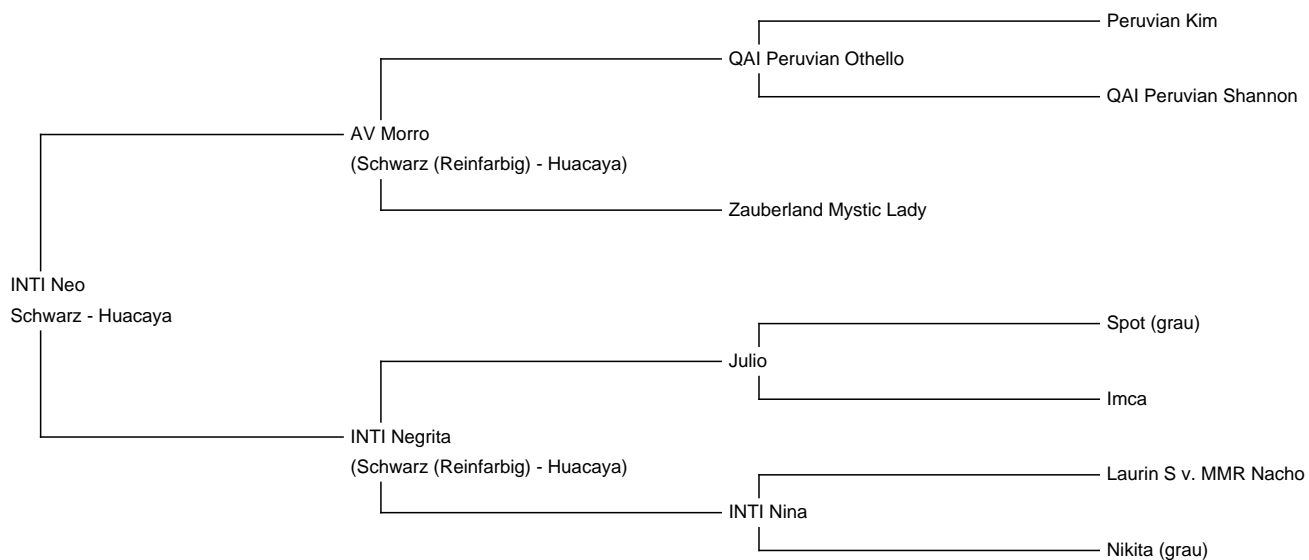 Peruvian Kim
QAI Peruvian Othello
QAI Peruvian Shannon
AV Morro
(Schwarz (Reinfarbig) - Huacaya)
Zauberland Mystic Lady
INTI Neo
Schwarz - Huacaya
Spot (grau)
Julio
Imca
INTI Negrita
(Schwarz (Reinfarbig) - Huacaya)
Laurin S v. MMR Nacho
INTI Nina
Nikita (grau)